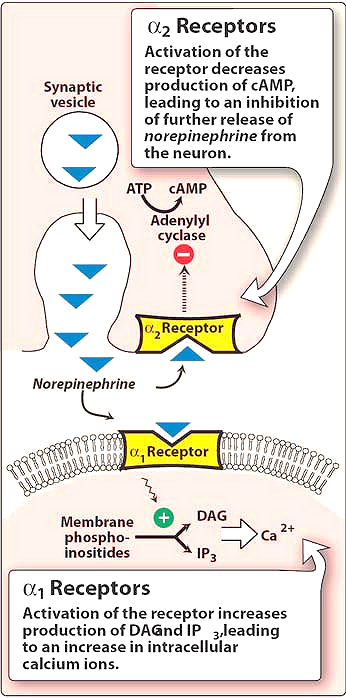 α2 Receptors
Activation of the
receptor decreases
production of cAMP,
leading to an inhibition
of further release of
norepinephrine from
the neuron.
Synaptic
vesicle
ATP cAMP
Adenylyl
cyclase
α2 Receptor
Norepinephrine
α1 Receptor
+
Membrane
phospho-
inositides
DAG
IP3
Ca 2+
α1 Receptors
Activation of the receptor increases
production of DAGand IP 3,leading
to an increase in intracellular
calcium ions.